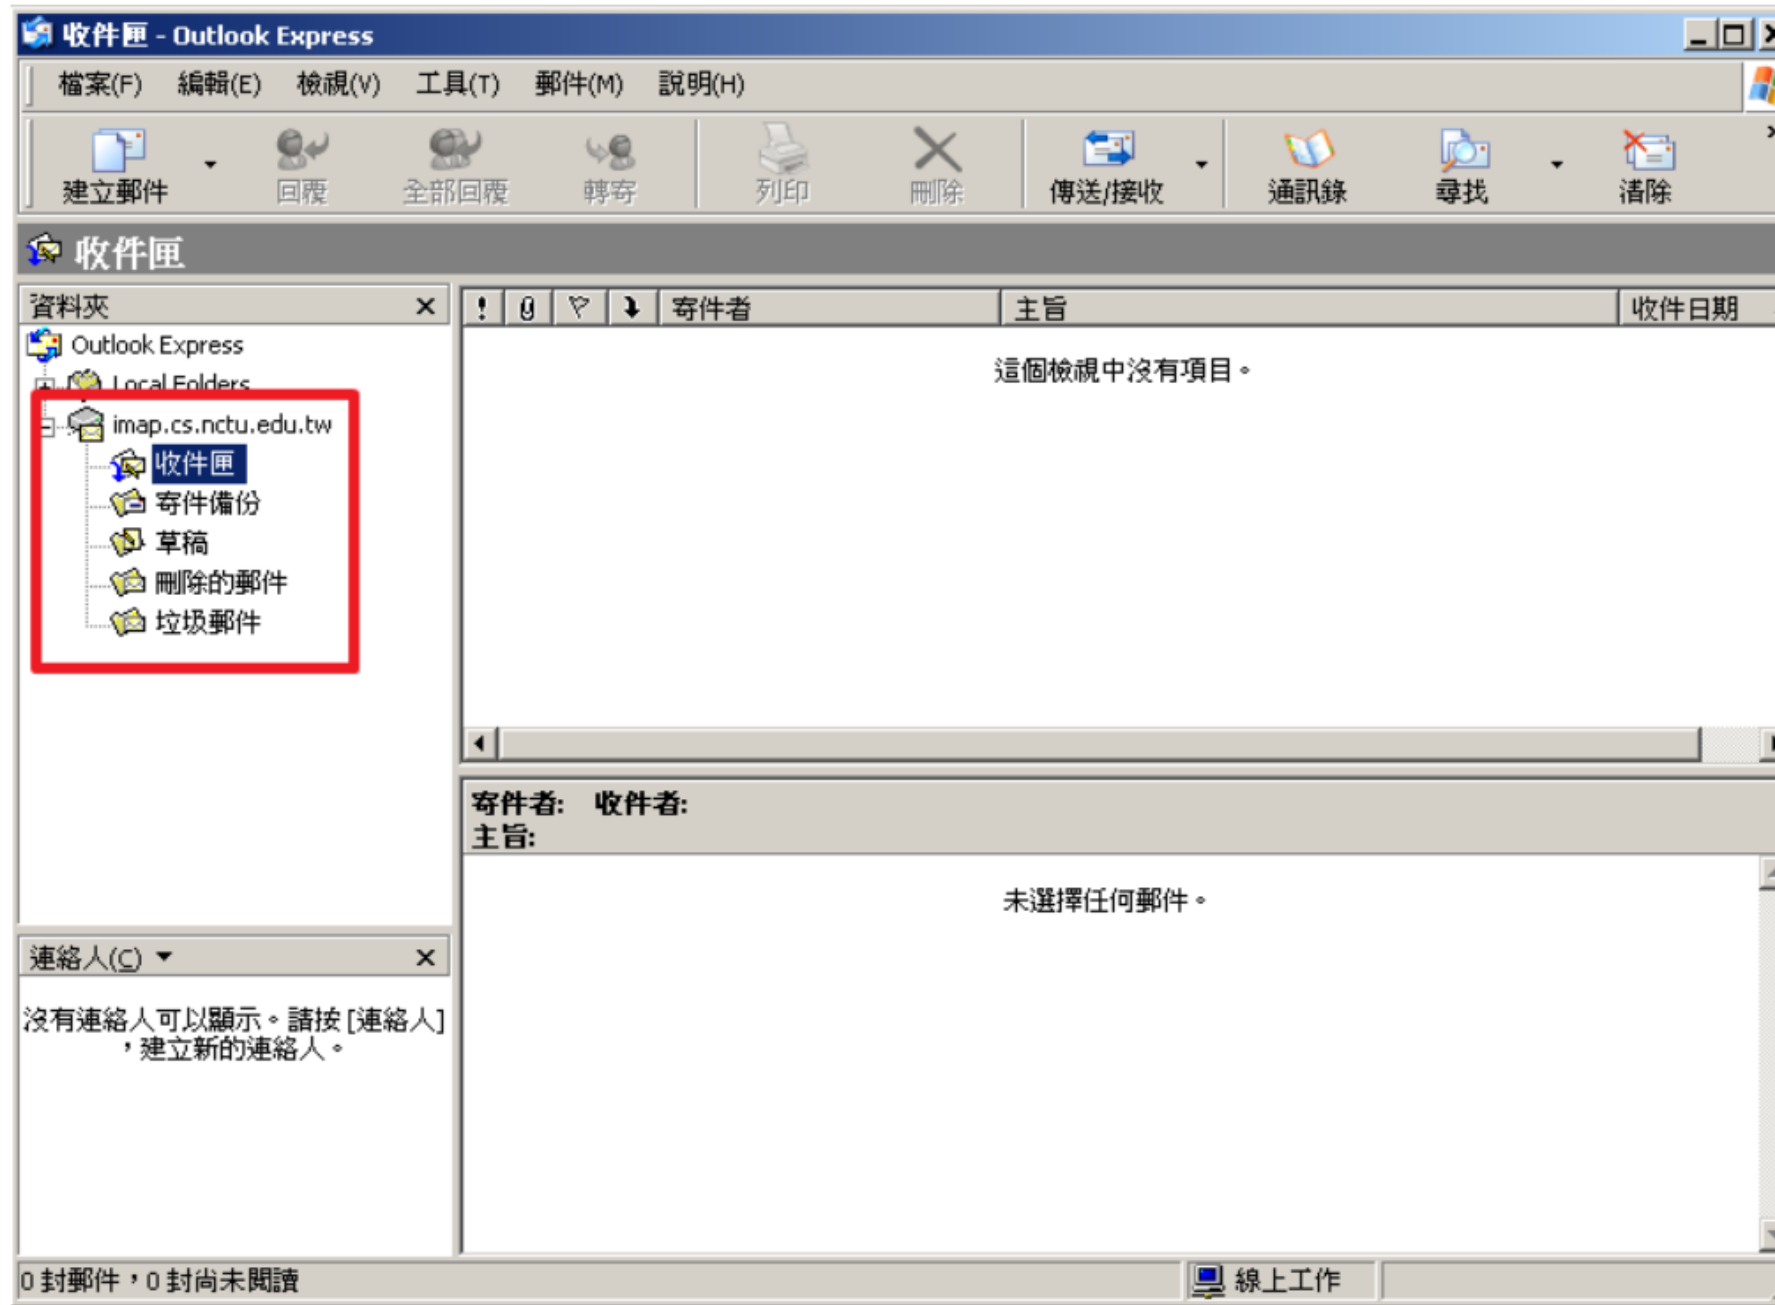 收件匣 - Outlook Express
檔案(F) 編輯(E) 檢視(V) 工具(T) 郵件(M) 說明(H)
建立郵件 回覆 全部回覆 轉寄 列印 刪除 傳送/接收 通訊錄 尋找 清除
收件匣
資料夾
! 寄件者 主旨 收件日期
Outlook Express
Local Folders
imap.cs.nctu.edu.tw
收件匣
寄件備份
草稿
刪除的郵件
垃圾郵件
這個檢視中沒有項目。
寄件者: 收件者:
主旨:
未選擇任何郵件。
連絡人(C)
沒有連絡人可以顯示。請按 [連絡人]
，建立新的連絡人。
0 封郵件，0 封尚未閱讀
線上工作